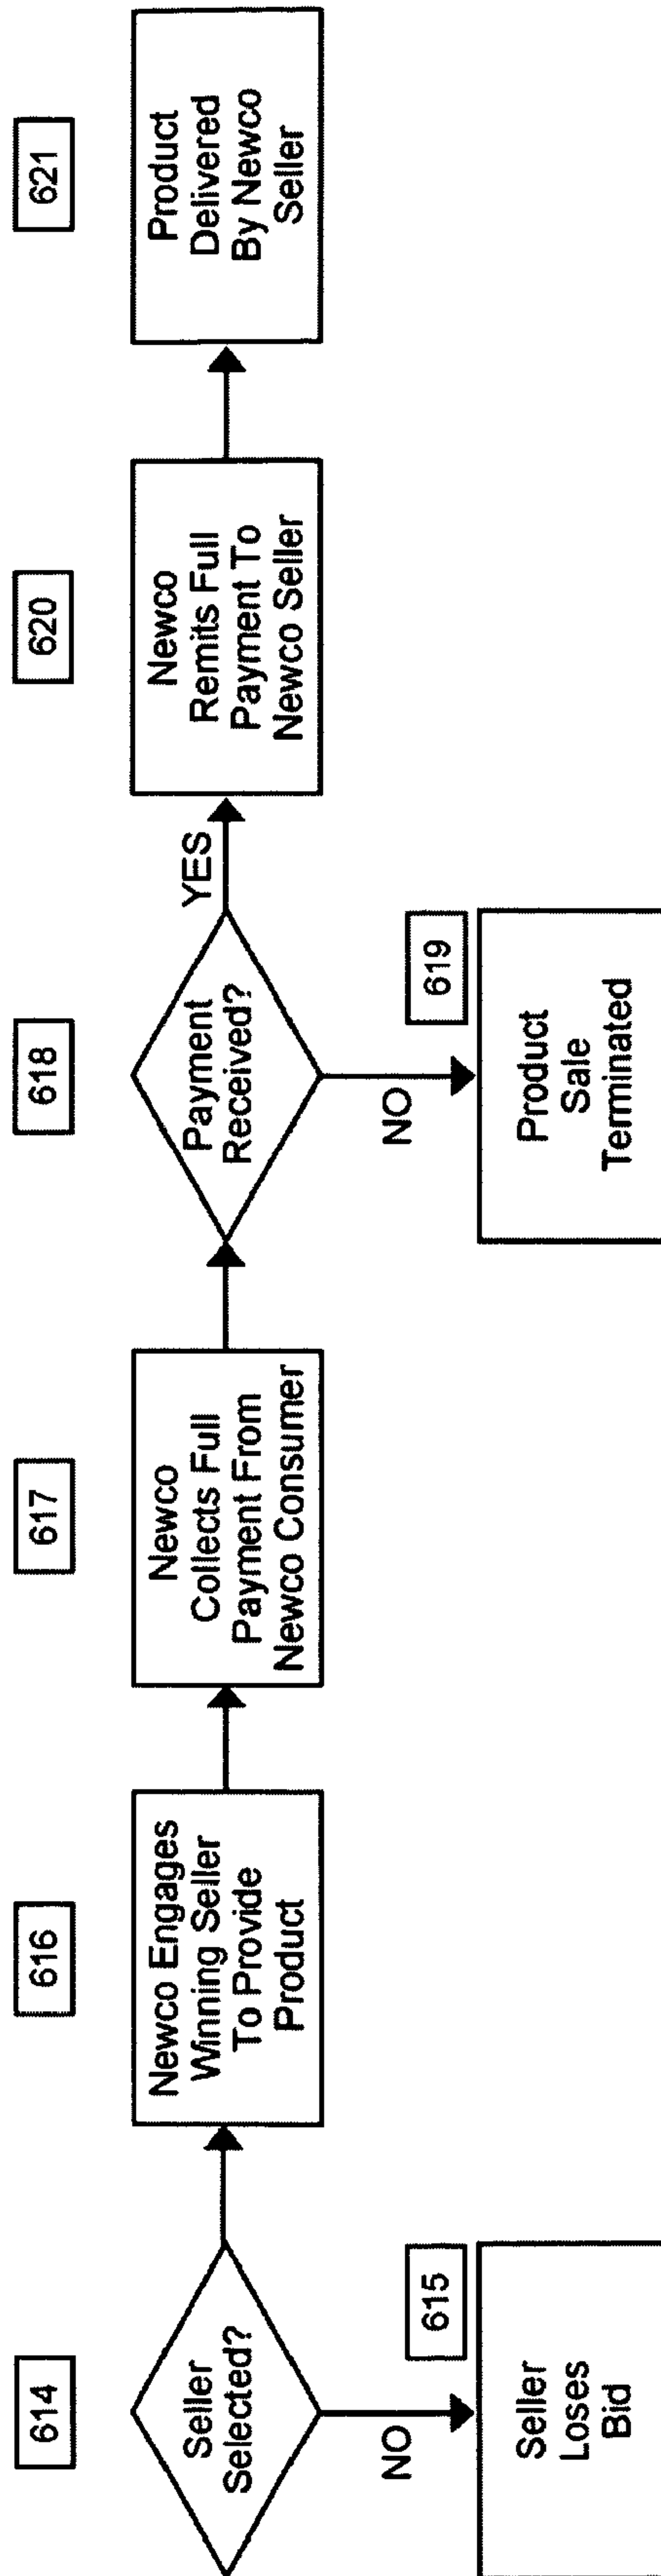 614
Seller
Selected?
NO
615
Seller
Loses
Bid
616
Newco Engages
Winning Seller
To Provide
Product
617
Newco
Collects Full
Payment From
Newco Consumer
618
Payment
Received?
YES
NO
619
Product
Sale
Terminated
620
Newco
Remits Full
Payment To
Newco Seller
621
Product
Delivered
By Newco
Seller